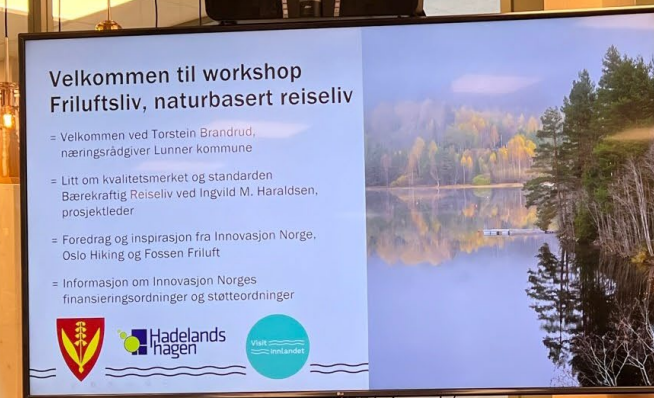 Velkommen til workshop
Friluftsliv, naturbasert reiseliv
= Velkommen ved Torstein Brandrud,
næringsrådgiver Lunner kommune
= Litt om kvalitetsmerket og standarden
Bærekraftig Reiseliv ved Ingvild M. Haraldsen,
prosjektleder
= Foredrag og inspirasjon fra Innovasjon Norge,
Oslo Hiking og Fossen Friluft
= Informasjon om Innovasjon Norges
finansieringsordninger og støtteordninger
Hadelands
hagen
Visit
Innlandet
LG